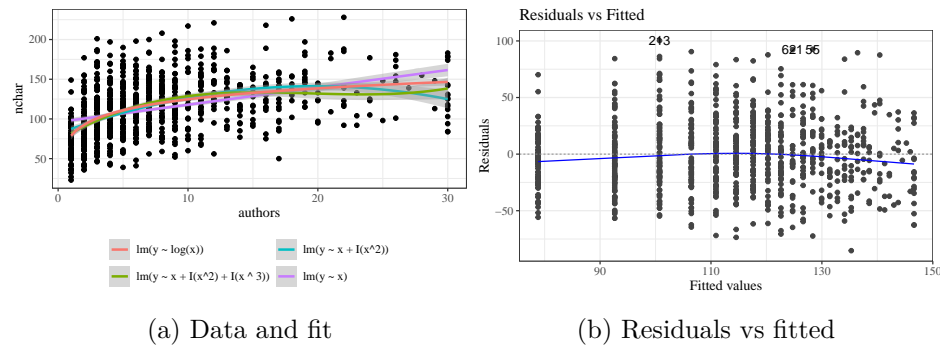 Residuals vs Fitted
nchar
200
150
100
50
0
10
20
30
authors
lm(y ~ log(x))
lm(y ~ x + I(x^2))
lm(y ~ x + I(x^2) + I(x ^ 3))
lm(y ~ x)
Residuals
100
50
0
−50
213
90
110
130
150
Fitted values
(a) Data and fit
(b) Residuals vs fitted